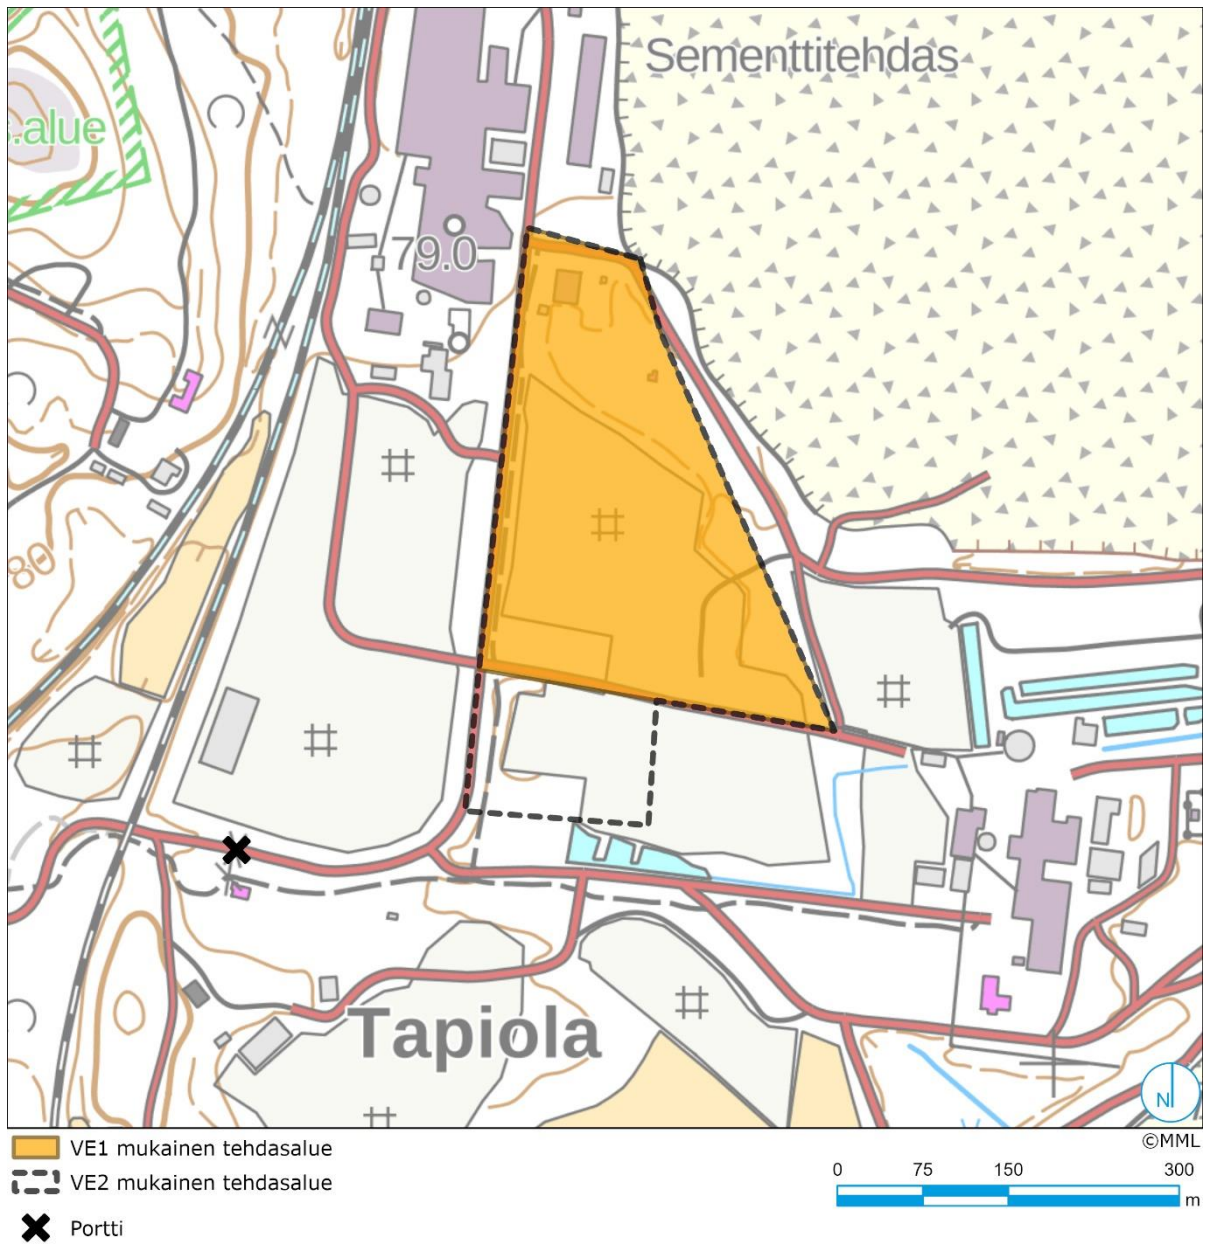 Sementtitehdas
s.alue
79.0
80
Tapiola
N
©MML
VE1 mukainen tehdasalue
VE2 mukainen tehdasalue
Portti
0 75 150 300
m